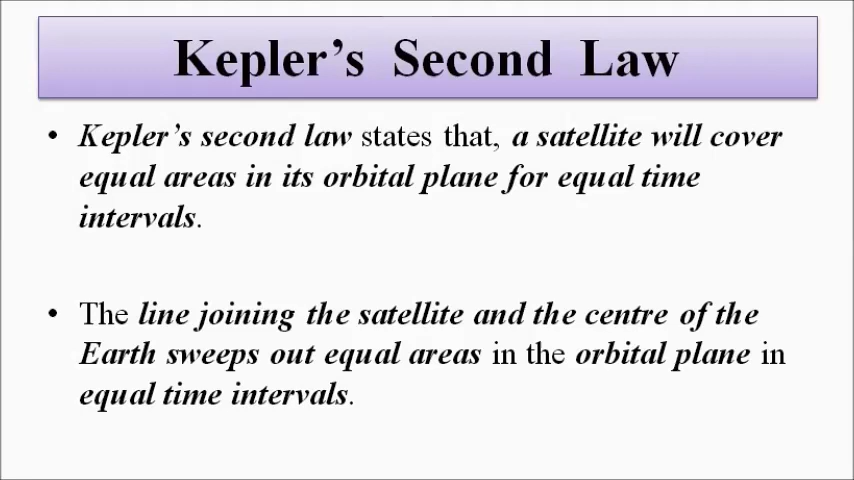 Kepler’s Second Law
• Kepler’s second law states that, a satellite will cover
equal areas in its orbital plane for equal time
intervals.
• The line joining the satellite and the centre of the
Earth sweeps out equal areas in the orbital plane in
equal time intervals.